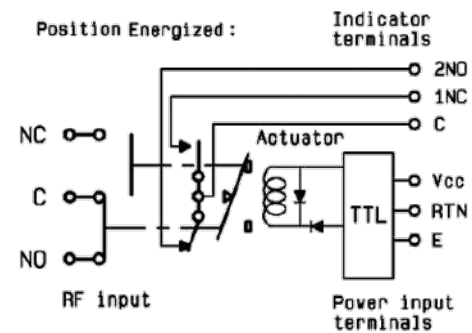 Position Energized :
Indicator
terminals
2NO
1NC
C
Actuator
NC
C
NO
RF input
TTL
Vcc
RTN
E
Power input
terminals